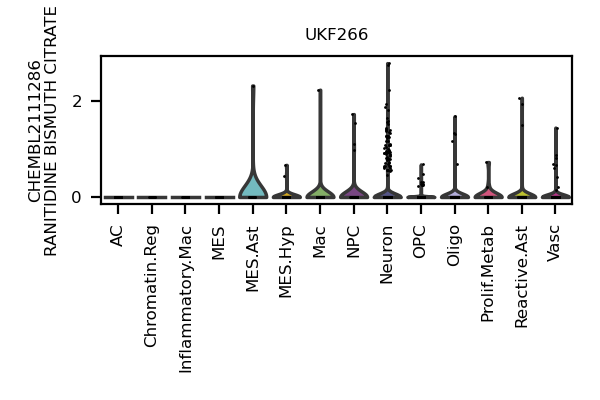 UKF266
CHEMBL2111286
RANITIDINE BISMUTH CITRATE
2
0
AC
Chromatin.Reg
Inflammatory.Mac
MES
MES.Ast
MES.Hyp
Mac
NPC
Neuron
OPC
Oligo
Prolif.Metab
Reactive.Ast
Vasc